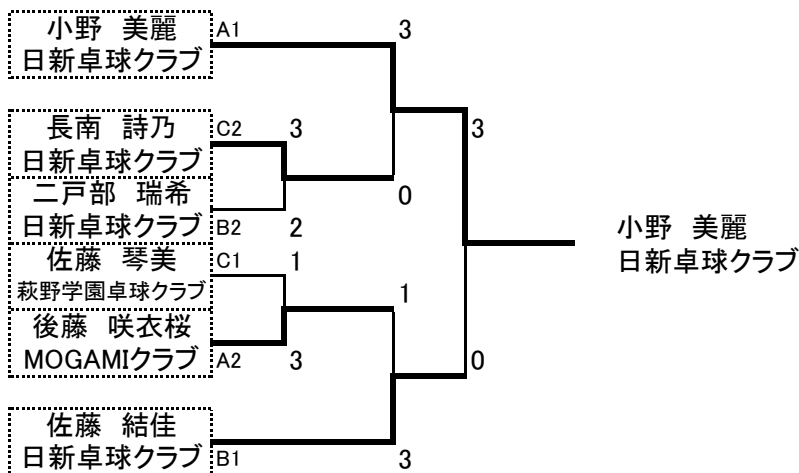 小野 美麗 A1 3
日新卓球クラブ
長南 詩乃 C2 3 3
日新卓球クラブ
二戸部 瑞希 0
日新卓球クラブ B2 2
小野 美麗
日新卓球クラブ
佐藤 琴美 C1 1
萩野学園卓球クラブ 1
後藤 咲衣桜
MOGAMIクラブ A2 3 0
佐藤 結佳
日新卓球クラブ B1 3